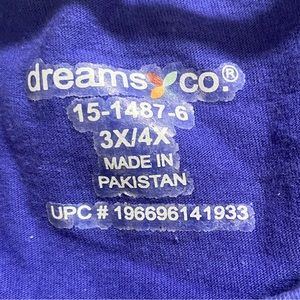 dreams co.®
15-1487-6
3X/4X
MADE IN
PAKISTAN
UPC # 196696141933